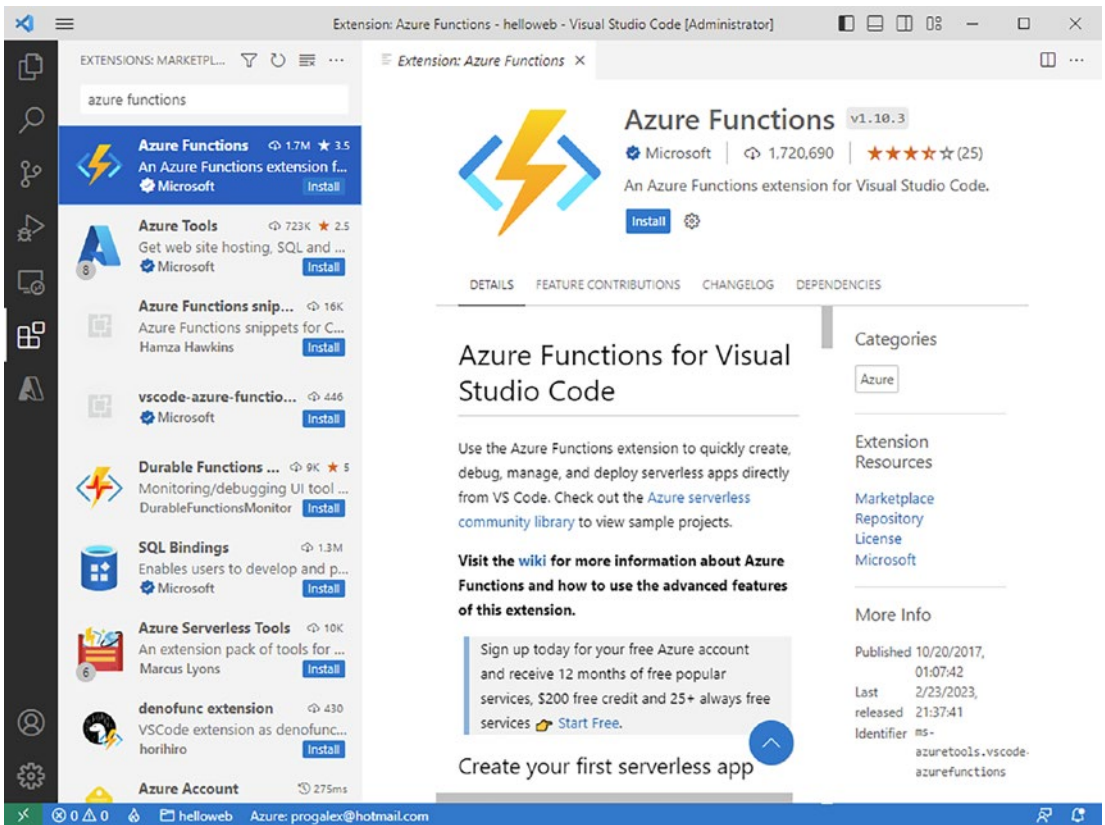 Extension: Azure Functions - helloweb - Visual Studio Code [Administrator]
EXTENSIONS: MARKETPL...
azure functions
Azure Functions 1.7M ★ 3.5
An Azure Functions extension f...
Microsoft Install
Azure Tools 723K ★ 2.5
Get web site hosting, SQL and ...
8 Microsoft Install
Azure Functions snip... 16K
Azure Functions snippets for C...
Hamza Hawkins Install
vscode-azure-functio... 446
Microsoft Install
Durable Functions ... 9K ★ 5
Monitoring/debugging UI tool ...
DurableFunctionsMonitor Install
SQL Bindings 1.3M
Enables users to develop and p...
Microsoft Install
Azure Serverless Tools 10K
An extension pack of tools for ...
6 Marcus Lyons Install
denofunc extension 430
VSCode extension as denofunc...
horihiro Install
Azure Account 275ms
Extension: Azure Functions ×
Azure Functions v1.10.3
Microsoft | 1,720,690 | (25)
An Azure Functions extension for Visual Studio Code.
Install
DETAILS FEATURE CONTRIBUTIONS CHANGELOG DEPENDENCIES
Azure Functions for Visual
Studio Code
Use the Azure Functions extension to quickly create,
debug, manage, and deploy serverless apps directly
from VS Code. Check out the Azure serverless
community library to view sample projects.
Visit the wiki for more information about Azure
Functions and how to use the advanced features
of this extension.
Sign up today for your free Azure account
and receive 12 months of free popular
services, $200 free credit and 25+ always free
services 👉 Start Free.
Create your first serverless app
Categories
Azure
Extension
Resources
Marketplace
Repository
License
Microsoft
More Info
Published 10/20/2017,
01:07:42
Last 2/23/2023,
released 21:37:41
Identifier ms-
azuretools.vscode-
azurefunctions
0 0 helloweb Azure: progalex@hotmail.com